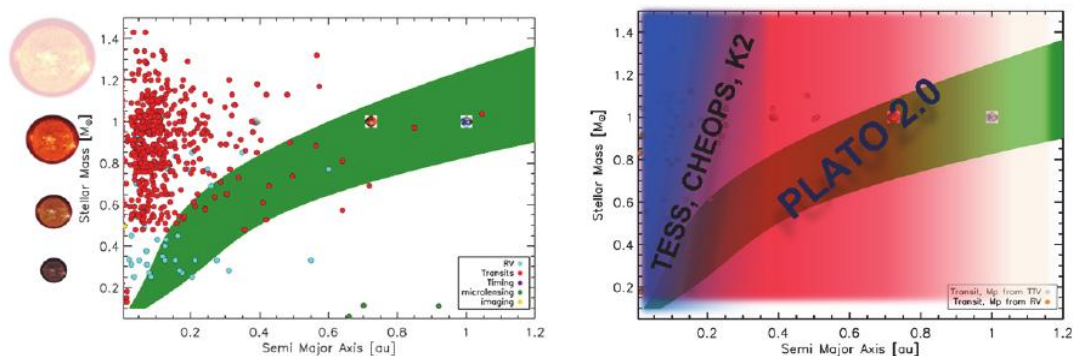 Stellar Mass [M⊙]
1.4
1.2
1.0
0.8
0.6
0.4
0.2
RV
Transits
Timing
microlensing
imaging
0.2 0.4 0.6 0.8 1 1.2
Semi Major Axis [au]
Stellar Mass [M⊙]
1.4
1.2
1.0
0.8
0.6
0.4
0.2
TESS, CHEOPS, K2
PLATO 2.0
Transit, Mp from TTV
Transit, Mp from RV
0.2 0.4 0.6 0.8 1 1.2
Semi Major Axis [au]